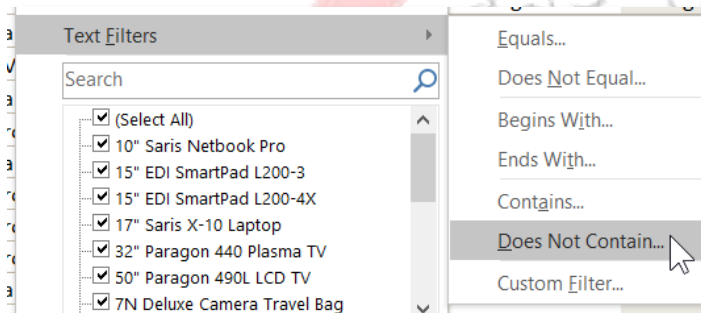 Text Filters
Search
(Select All)
10" Saris Netbook Pro
15" EDI SmartPad L200-3
15" EDI SmartPad L200-4X
17" Saris X-10 Laptop
32" Paragon 440 Plasma TV
50" Paragon 490L LCD TV
7N Deluxe Camera Travel Bag
Equals...
Does Not Equal...
Begins With...
Ends With...
Contains...
Does Not Contain...
Custom Filter...